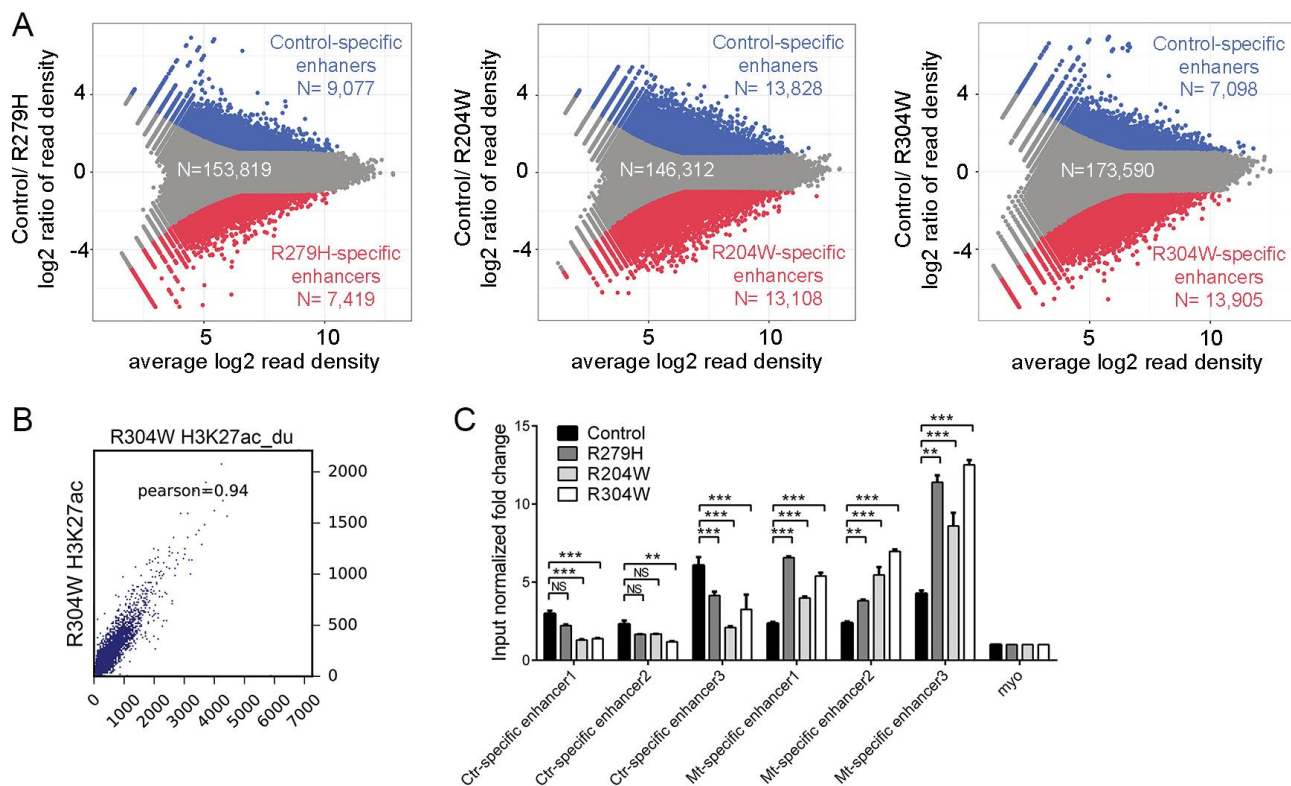 A
Control/ R279H
log2 ratio of read density
4
0
-4
Control-specific
enhaners
N= 9,077
N=153,819
R279H-specific
enhancers
N= 7,419
5
10
average log2 read density
Control/ R204W
log2 ratio of read density
4
0
-4
Control-specific
enhancers
N= 13,828
N=146,312
R204W-specific
enhancers
N= 13,108
5
10
average log2 read density
Control/ R304W
log2 ratio of read density
4
0
-4
Control-specific
enhaners
N= 7,098
N=173,590
R304W-specific
enhancers
N= 13,905
5
10
average log2 read density
B
R304W H3K27ac_du
R304W H3K27ac
pearson=0.94
2000
1500
1000
500
0
0
1000
2000
3000
4000
5000
6000
7000
C
Input normalized fold change
15
10
5
0
Control
R279H
R204W
R304W
***
***
NS
**
NS
NS
***
***
***
***
***
***
***
***
**
***
***
**
Ctr-specific enhancer1
Ctr-specific enhancer2
Ctr-specific enhancer3
Mt-specific enhancer1
Mt-specific enhancer2
Mt-specific enhancer3
myo